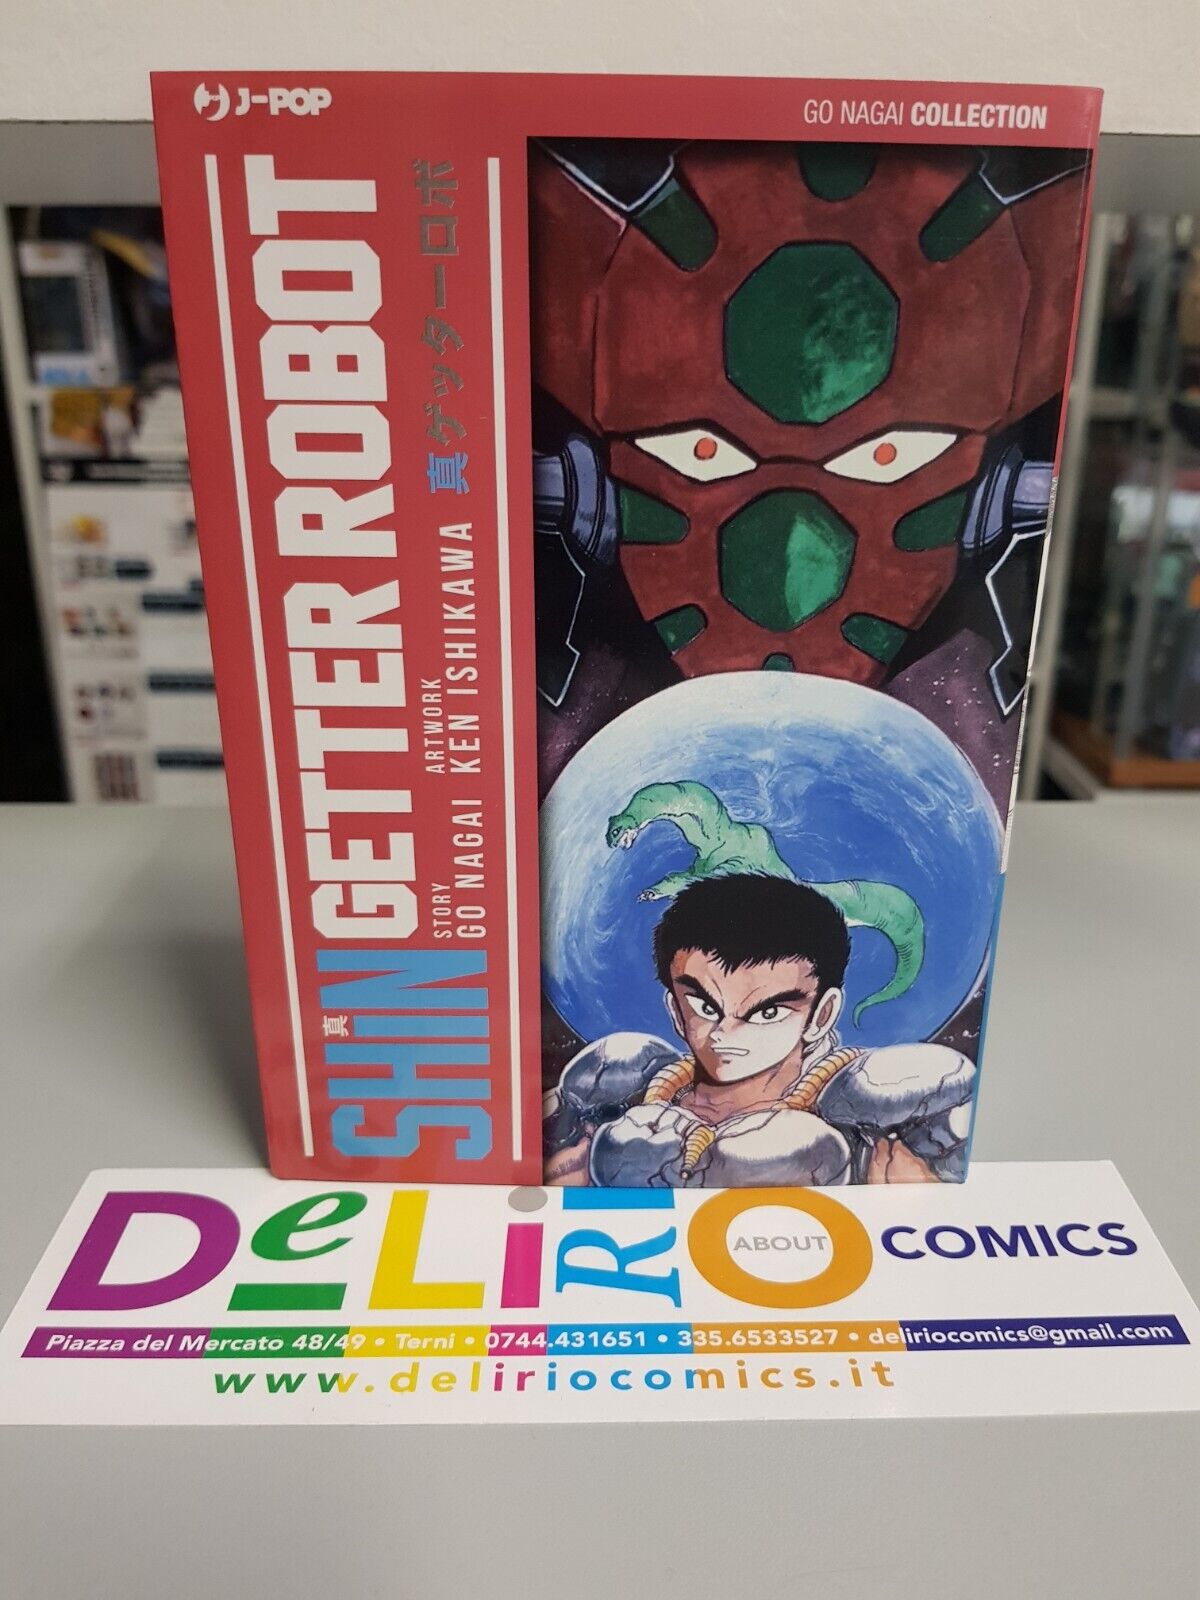 J-POP
GO NAGAI COLLECTION
真
SHIN GETTER ROBOT
STORY
GO NAGAI
ARTWORK
KEN ISHIKAWA
真ゲッターロボ
DeLiRIO
ABOUT
COMICS
Piazza del Mercato 48/49 • Terni • 0744.431651 • 335.6533527 • deliriocomics@gmail.com
www.deliriocomics.it